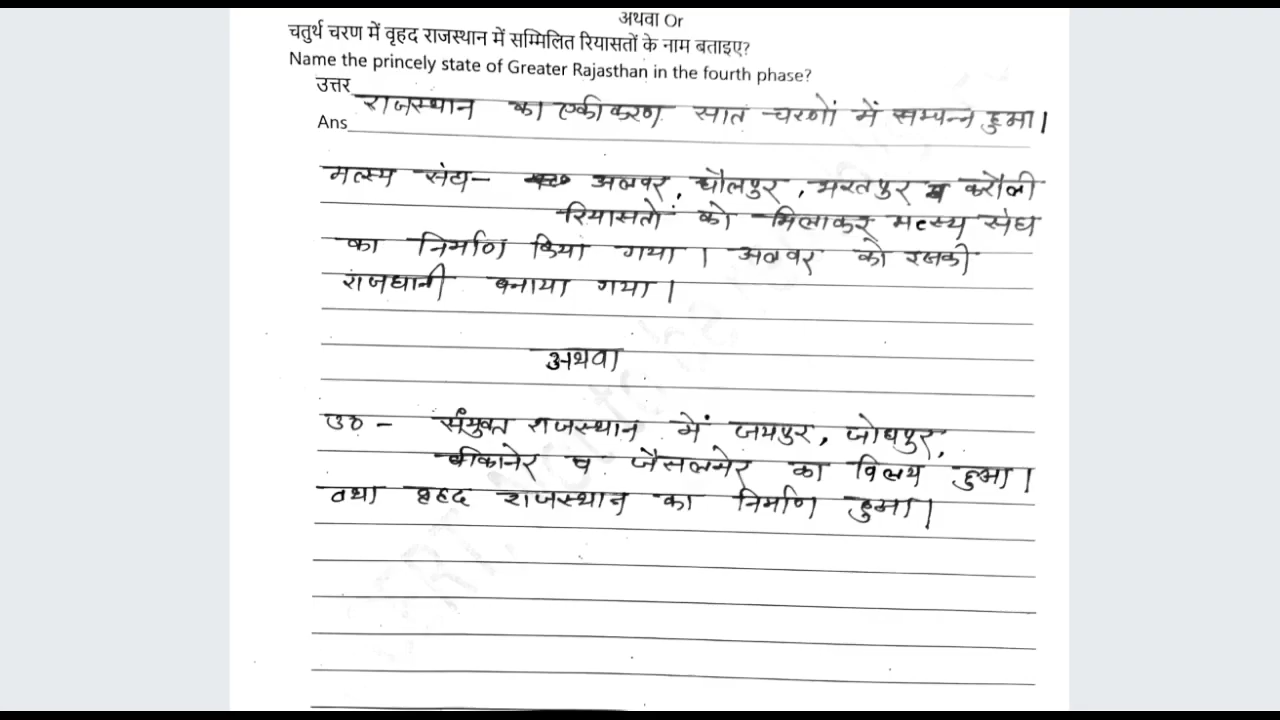 अथवा Or
चतुर्थ चरण में वृहद राजस्थान में सम्मिलित रियासतों के नाम बताइए?
Name the princely state of Greater Rajasthan in the fourth phase?
उत्तर
राजस्थान का एकीकरण सात चरणों में सम्पन्न हुआ।
Ans
मत्स्य संघ- अलवर, धौलपुर, भरतपुर व करौली
रियासतों को मिलाकर मत्स्य संघ
का निर्माण किया गया। अलवर को इसकी
राजधानी बनाया गया।
अथवा
उ०- संयुक्त राजस्थान में जयपुर, जोधपुर,
बीकानेर व जैसलमेर का विलय हुआ।
तथा वृहद राजस्थान का निर्माण हुआ।